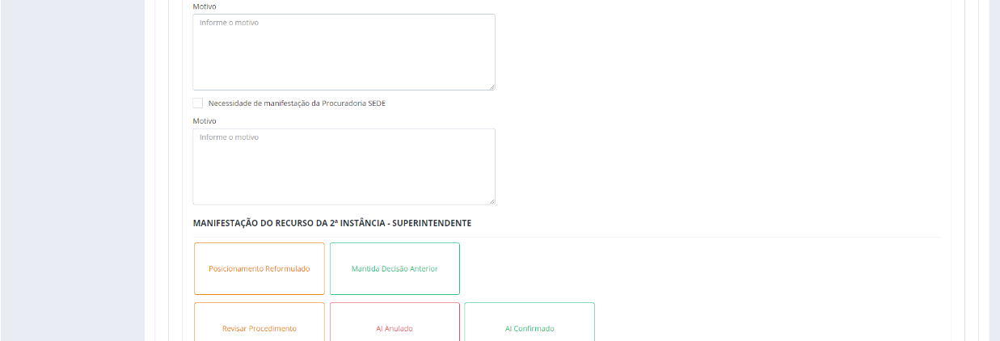 Motivo
Informe o motivo
Necessidade de manifestação da Procuradoria SEDE
Motivo
Informe o motivo
MANIFESTAÇÃO DO RECURSO DA 2ª INSTÂNCIA - SUPERINTENDENTE
Posicionamento Reformulado
Mantida Decisão Anterior
Revisar Procedimento
AI Anulado
AI Confirmado